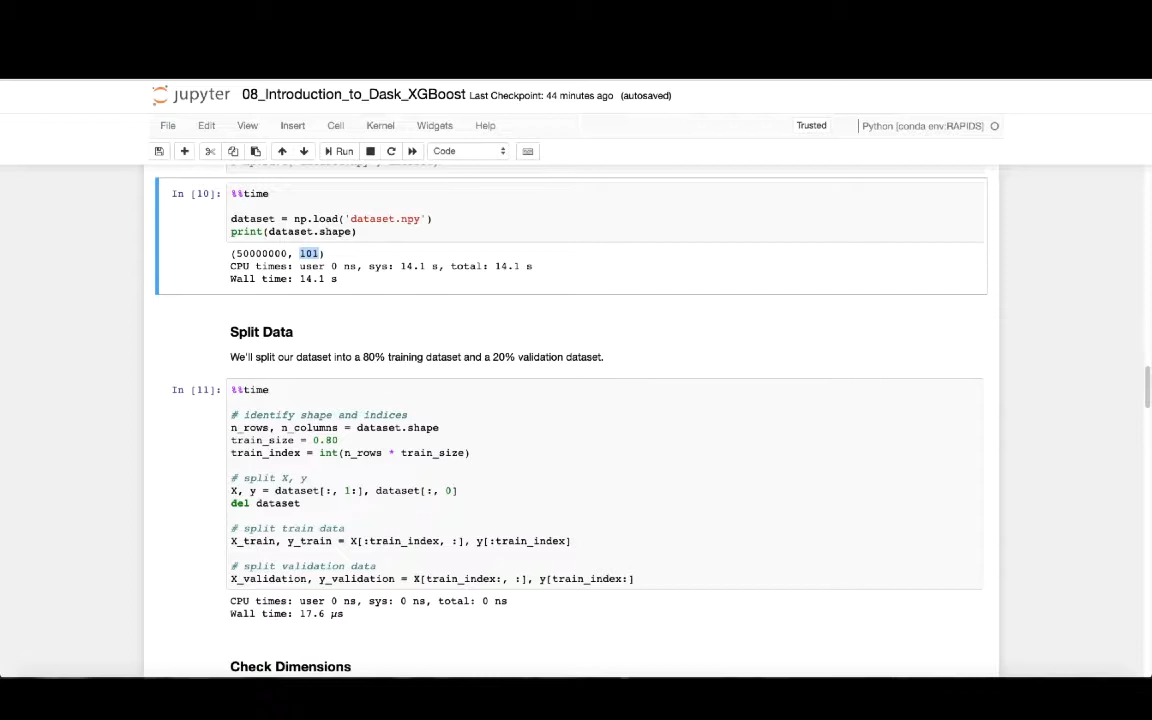 jupyter 08_Introduction_to_Dask_XGBoost Last Checkpoint: 44 minutes ago (autosaved)
File Edit View Insert Cell Kernel Widgets Help Trusted Python [conda env:RAPIDS]
Run Code
In [10]: %%time
dataset = np.load('dataset.npy')
print(dataset.shape)
(50000000, 101)
CPU times: user 0 ns, sys: 14.1 s, total: 14.1 s
Wall time: 14.1 s
Split Data
We'll split our dataset into a 80% training dataset and a 20% validation dataset.
In [11]: %%time
# identify shape and indices
n_rows, n_columns = dataset.shape
train_size = 0.80
train_index = int(n_rows * train_size)
# split X, y
X, y = dataset[:, 1:], dataset[:, 0]
del dataset
# split train data
X_train, y_train = X[:train_index, :], y[:train_index]
# split validation data
X_validation, y_validation = X[train_index:, :], y[train_index:]
CPU times: user 0 ns, sys: 0 ns, total: 0 ns
Wall time: 17.6 µs
Check Dimensions